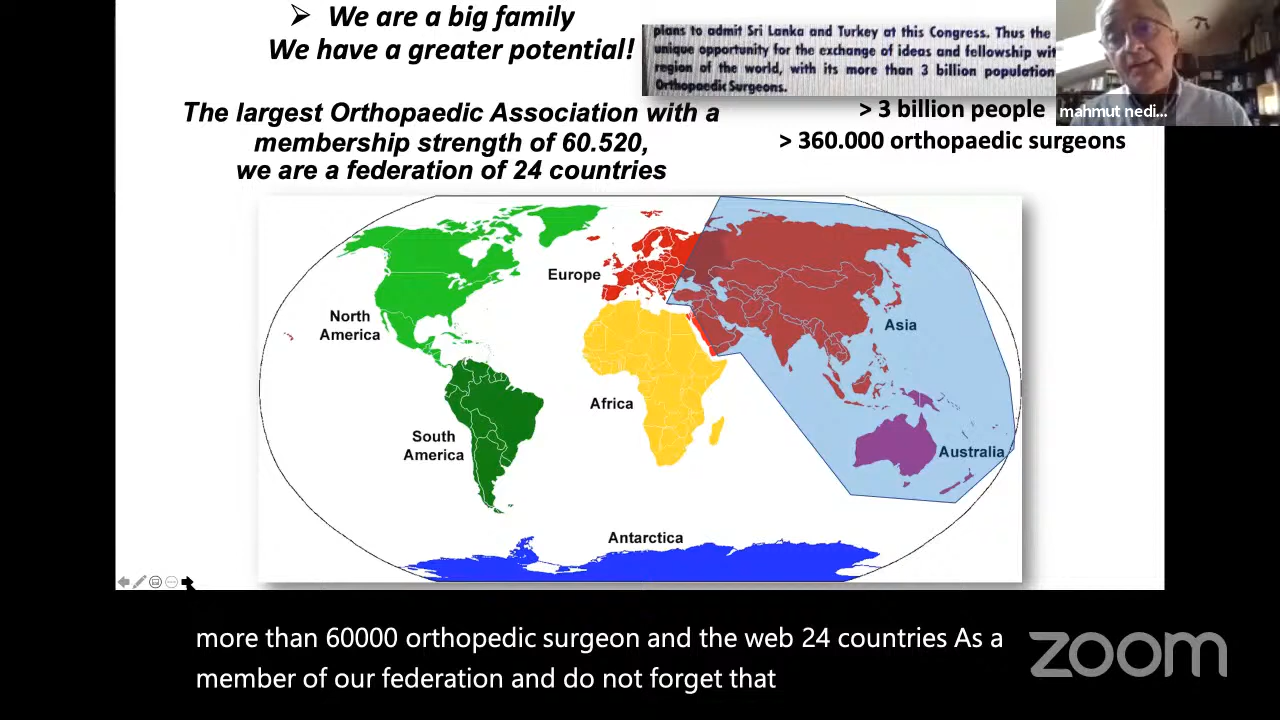 ➢ We are a big family
We have a greater potential!
plans to admit Sri Lanka and Turkey at this Congress. Thus the
unique opportunity for the exchange of ideas and fellowship wit
region of the world, with its more than 3 billion population
Orthopaedic Surgeons.
mahmut nedi...
The largest Orthopaedic Association with a
membership strength of 60.520,
we are a federation of 24 countries
> 3 billion people
> 360.000 orthopaedic surgeons
Europe
North
America
Asia
Africa
South
America
Australia
Antarctica
more than 60000 orthopedic surgeon and the web 24 countries As a
member of our federation and do not forget that
zoom